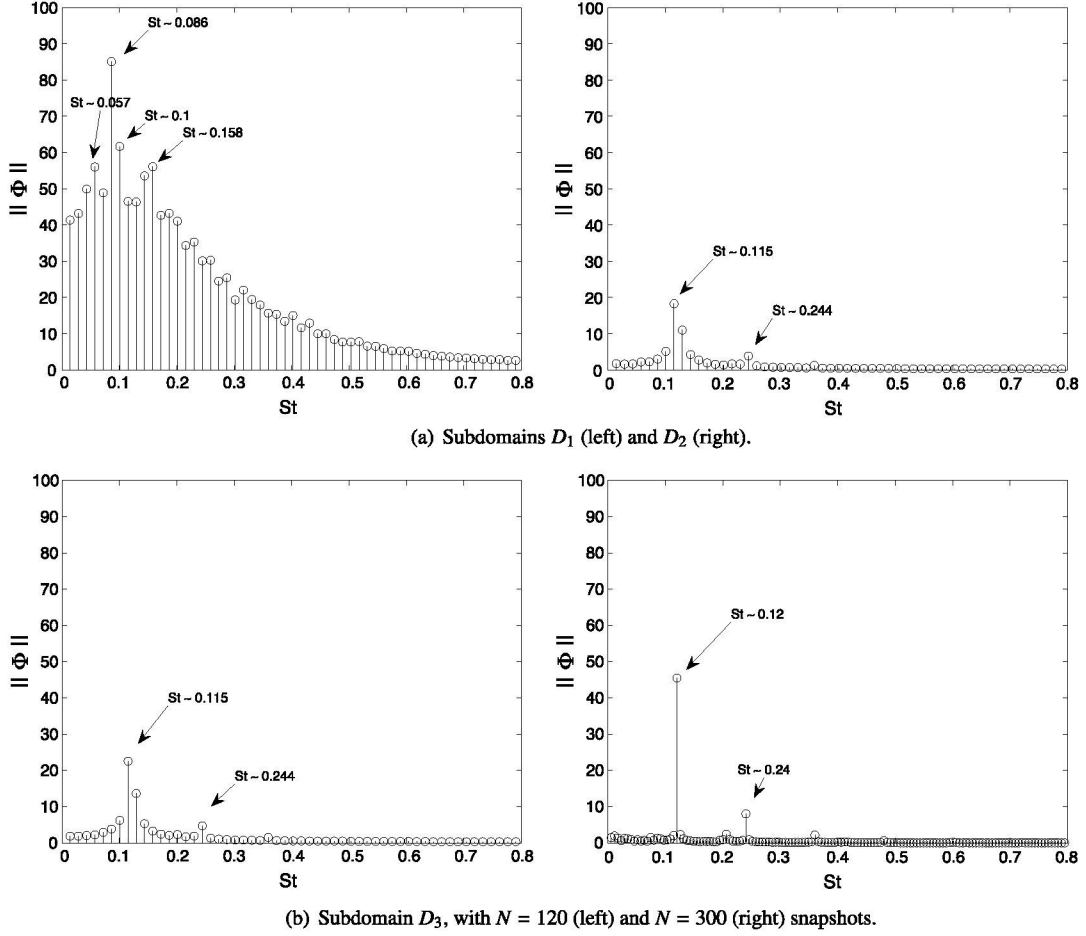 100
90
80
70
60
50
40
30
20
10
0
|| Φ ||
St ~ 0.086
St ~ 0.057
St ~ 0.1
St ~ 0.158
0 0.1 0.2 0.3 0.4 0.5 0.6 0.7 0.8
St
100
90
80
70
60
50
40
30
20
10
0
|| Φ ||
St ~ 0.115
St ~ 0.244
0 0.1 0.2 0.3 0.4 0.5 0.6 0.7 0.8
St
(a) Subdomains D1 (left) and D2 (right).
100
90
80
70
60
50
40
30
20
10
0
|| Φ ||
St ~ 0.115
St ~ 0.244
0 0.1 0.2 0.3 0.4 0.5 0.6 0.7 0.8
St
100
90
80
70
60
50
40
30
20
10
0
|| Φ ||
St ~ 0.12
St ~ 0.24
0 0.1 0.2 0.3 0.4 0.5 0.6 0.7 0.8
St
(b) Subdomain D3, with N = 120 (left) and N = 300 (right) snapshots.